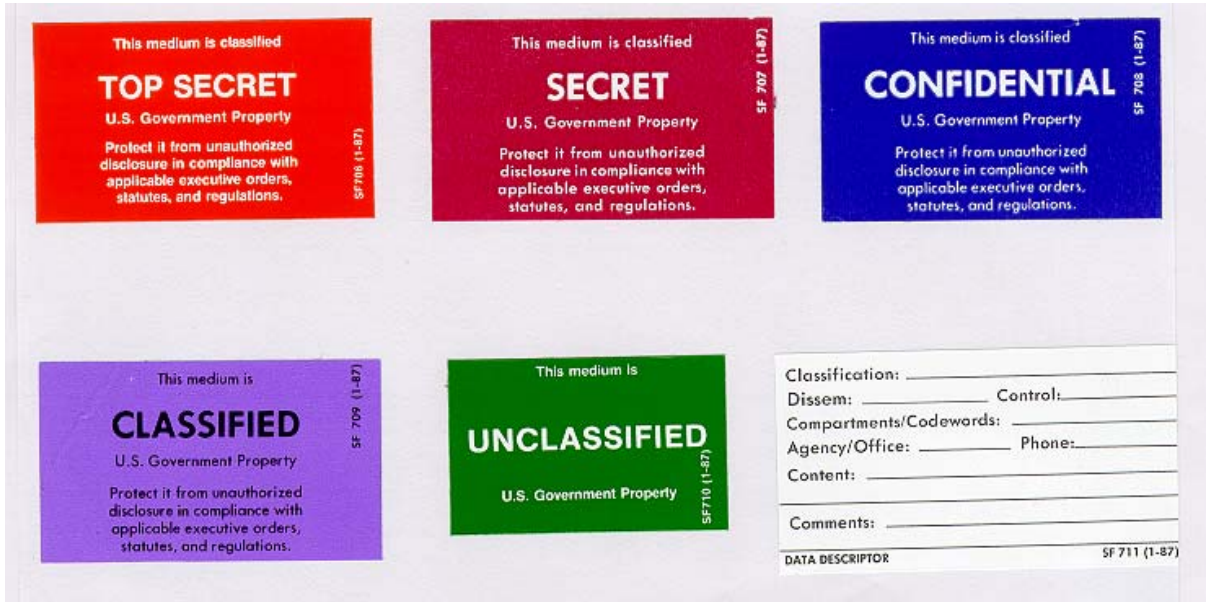 This medium is classified
TOP SECRET
U.S. Government Property
Protect it from unauthorized
disclosure in compliance with
applicable executive orders,
statutes, and regulations.
SF706 (1-87)
This medium is classified
SECRET
U.S. Government Property
Protect it from unauthorized
disclosure in compliance with
applicable executive orders,
statutes, and regulations.
SF 707 (1-87)
This medium is classified
CONFIDENTIAL
U.S. Government Property
Protect it from unauthorized
disclosure in compliance with
applicable executive orders,
statutes, and regulations.
SF 708 (1-87)
This medium is
CLASSIFIED
U.S. Government Property
Protect it from unauthorized
disclosure in compliance with
applicable executive orders,
statutes, and regulations.
SF 709 (1-87)
This medium is
UNCLASSIFIED
U.S. Government Property
SF710 (1-87)
Classification:
Dissem: Control:
Compartments/Codewords:
Agency/Office: Phone:
Content:
Comments:
DATA DESCRIPTOR SF 711 (1-87)